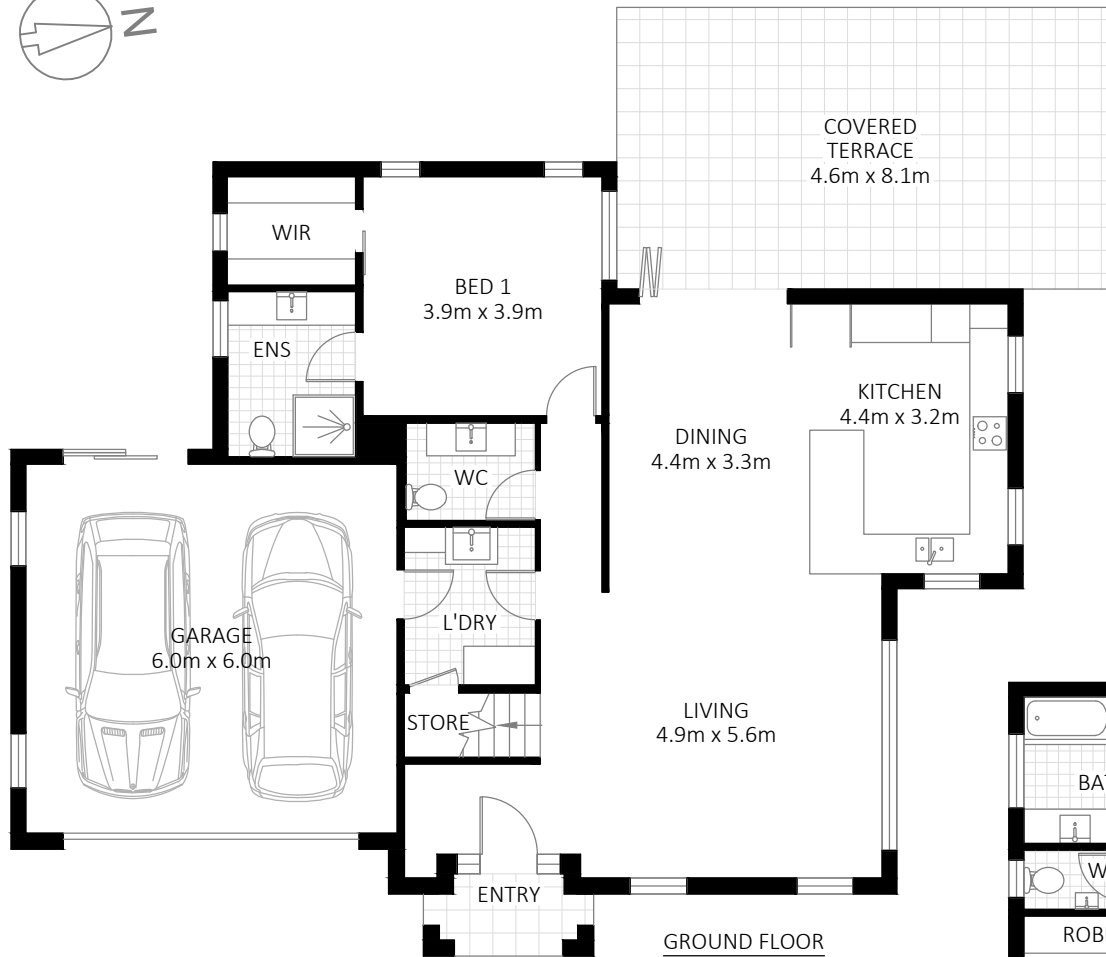 N
COVERED
TERRACE
4.6m x 8.1m
WIR
BED 1
3.9m x 3.9m
ENS
KITCHEN
4.4m x 3.2m
DINING
4.4m x 3.3m
WC
GARAGE
6.0m x 6.0m
L'DRY
STORE
LIVING
4.9m x 5.6m
ENTRY
GROUND FLOOR
ROB